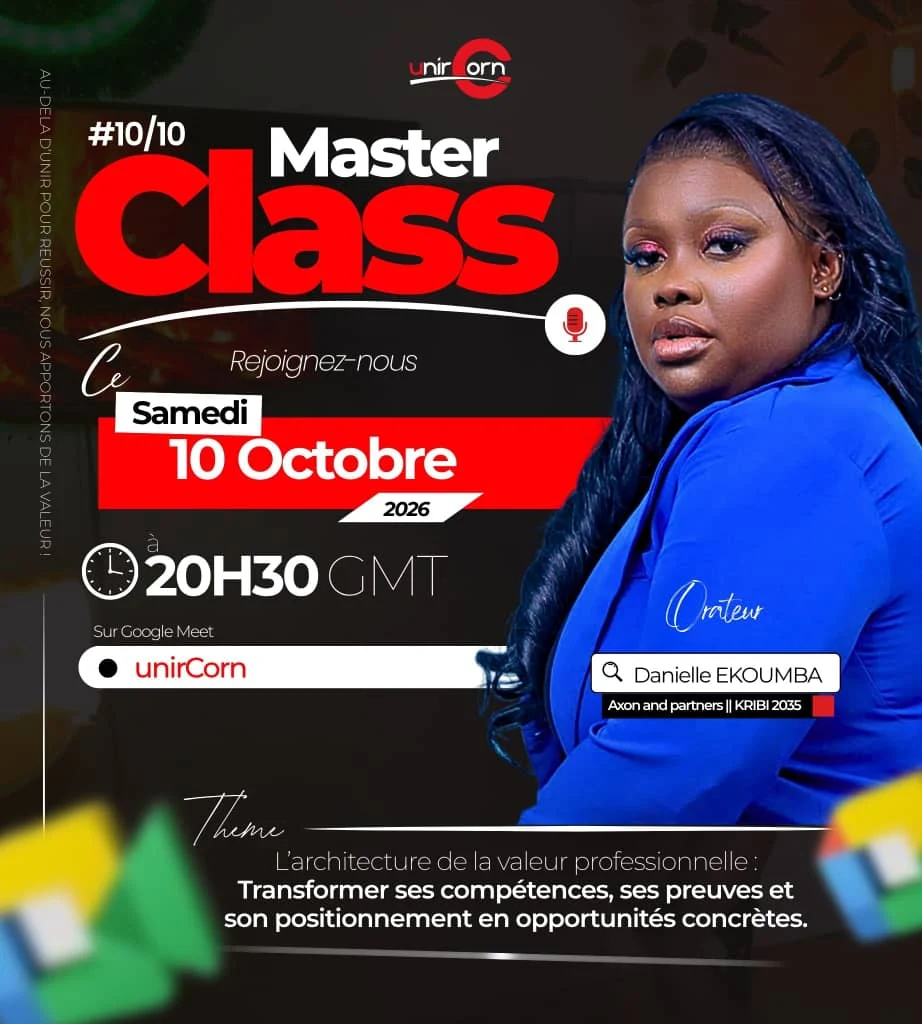 unirCorn
#10/10
Master
Class
AU-DELA D'UNIR POUR REUSSIR, NOUS APPORTONS DE LA VALEUR !
Rejoignez-nous
Ce
Samedi
10 Octobre
2026
à
20H30 GMT
Sur Google Meet
unirCorn
Orateur
Danielle EKOUMBA
Axon and partners || KRIBI 2035
Theme
L'architecture de la valeur professionnelle :
Transformer ses compétences, ses preuves et
son positionnement en opportunités concrètes.